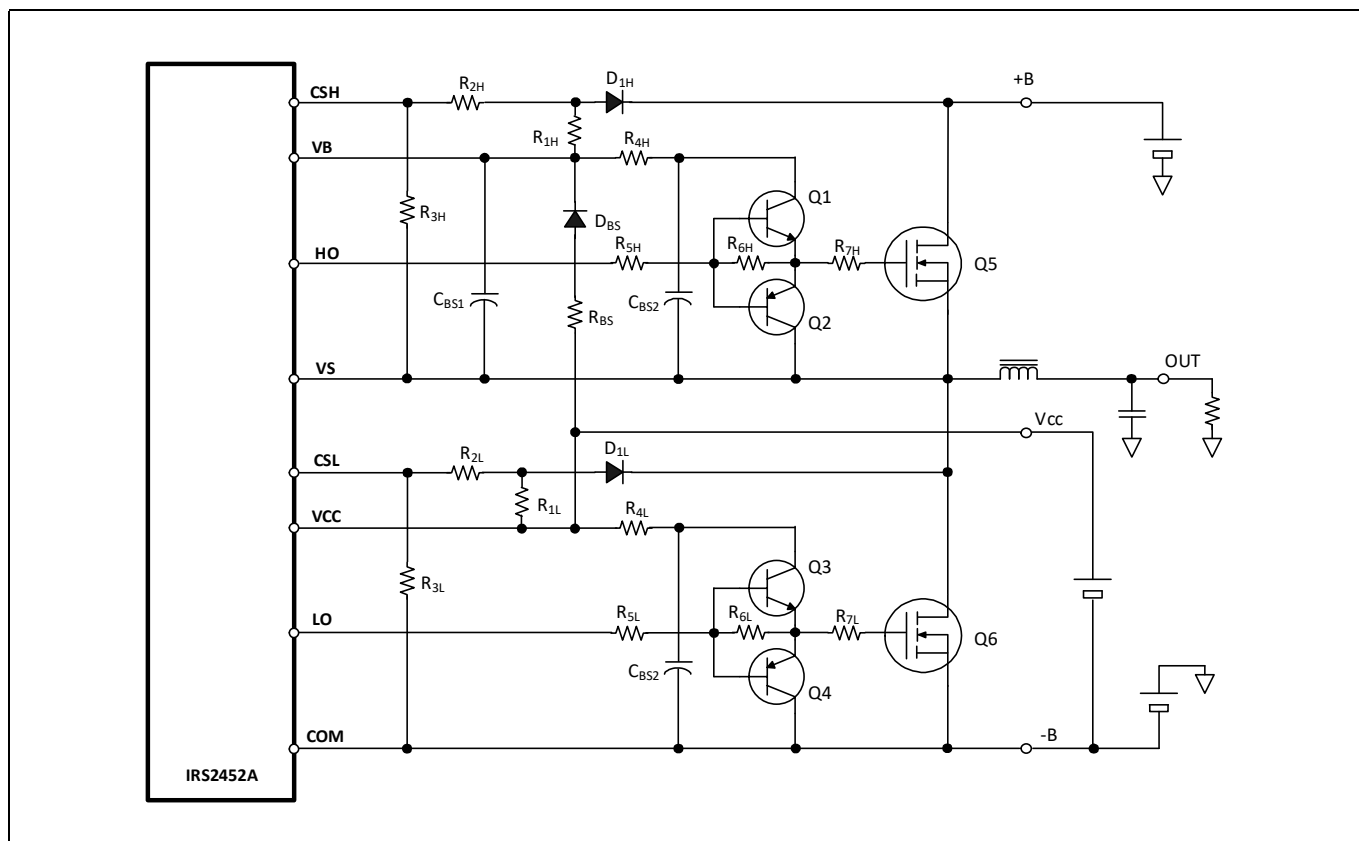 D1H
+B
CSH
R2H
R1H
R4H
VB
Q1
R3H
DBS
HO
R5H
R6H
R7H
Q5
CBS1
RBS
CBS2
Q2
VS
OUT
Vcc
CSL
R2L
D1L
R1L
VCC
R4L
Q3
R3L
LO
R5L
R6L
R7L
Q6
CBS2
Q4
COM
-B
IRS2452A